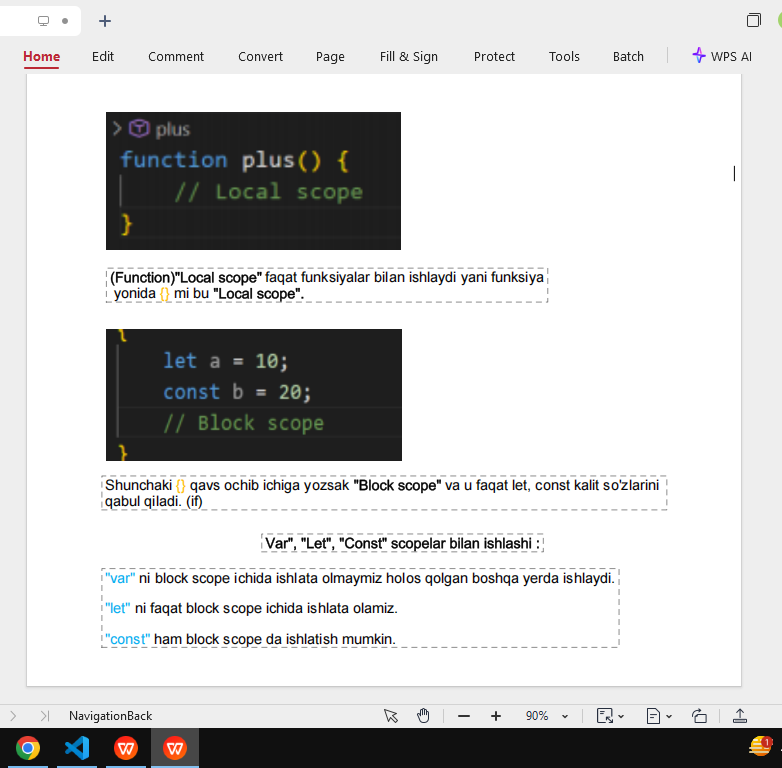 Home Edit Comment Convert Page Fill & Sign Protect Tools Batch WPS AI
plus
function plus() {
// Local scope
}
(Function)"Local scope" faqat funksiyalar bilan ishlaydi yani funksiya
yonida {} mi bu "Local scope".
{
let a = 10;
const b = 20;
// Block scope
}
Shunchaki {} qavs ochib ichiga yozsak "Block scope" va u faqat let, const kalit so'zlarini
qabul qiladi. (if)
Var", "Let", "Const" scopelar bilan ishlashi :
"var" ni block scope ichida ishlata olmaymiz holos qolgan boshqa yerda ishlaydi.
"let" ni faqat block scope ichida ishlata olamiz.
"const" ham block scope da ishlatish mumkin.
NavigationBack 90%
1